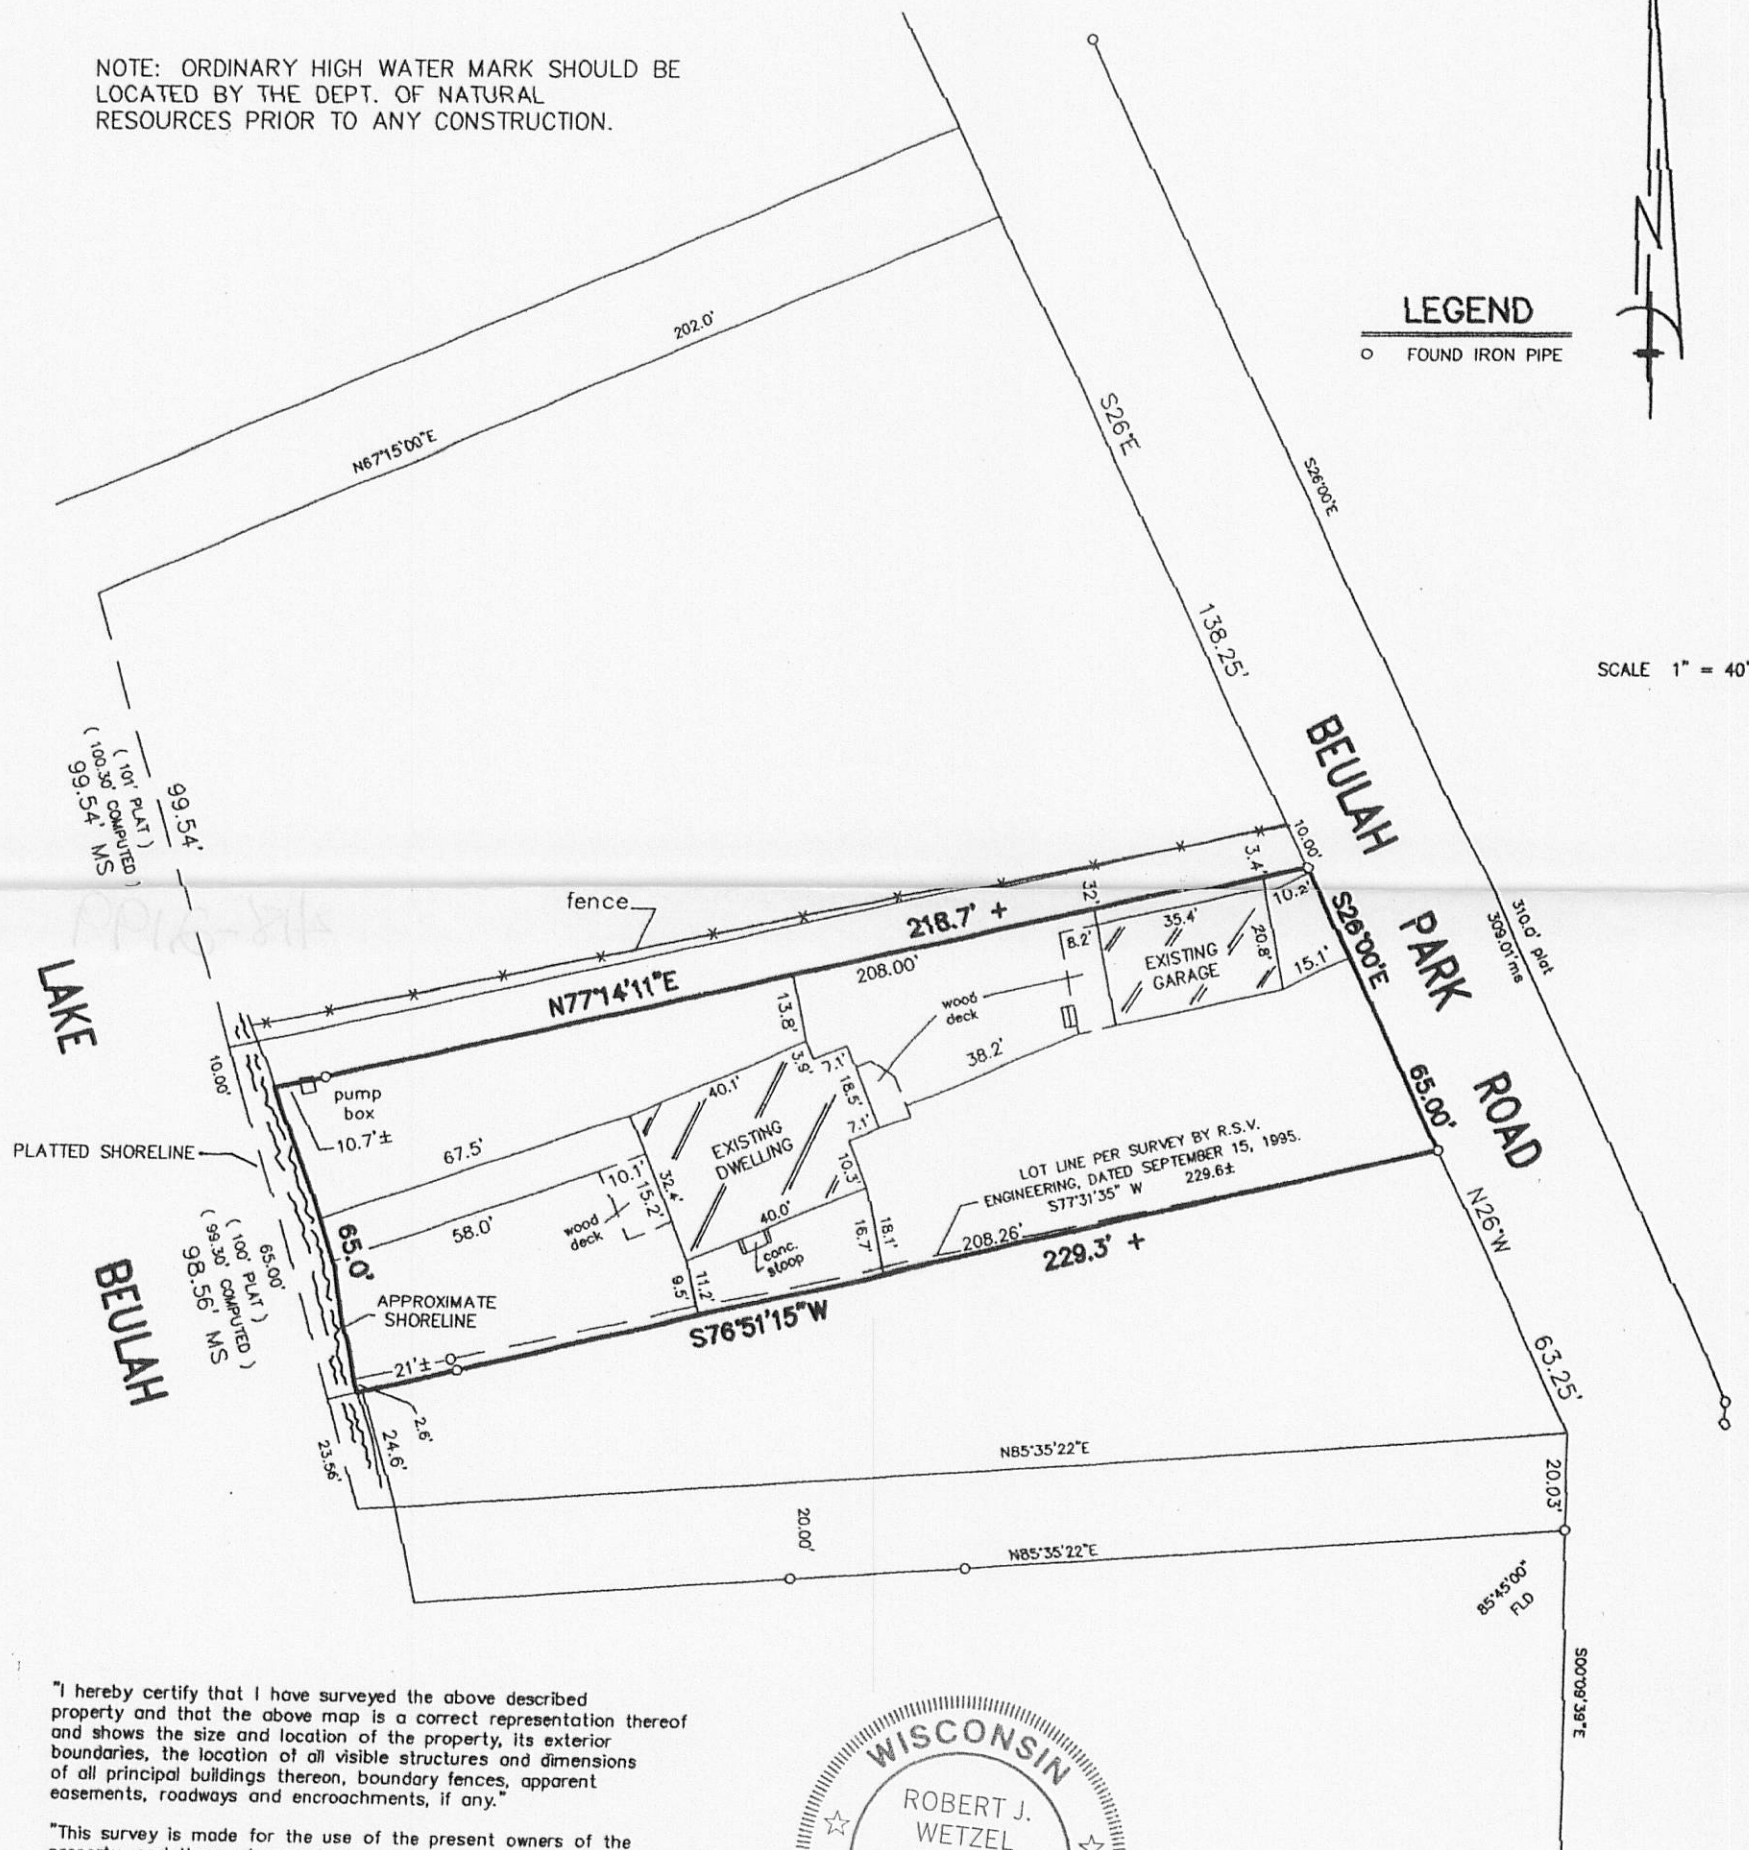 NOTE: ORDINARY HIGH WATER MARK SHOULD BE
LOCATED BY THE DEPT. OF NATURAL
RESOURCES PRIOR TO ANY CONSTRUCTION.
202.0'
N67°15'00"E
LEGEND
FOUND IRON PIPE
N
S26°E
S26°00'E
138.25'
SCALE 1" = 40'
BEULAH
PARK
ROAD
310.0' plat
309.01'ms
99.54'
( 101' PLAT )
( 100.30' COMPUTED )
99.54' MS
fence
218.7' +
N77°14'11"E
208.00'
10.00'
3.4'
32'
10.2'
35.4'
8.2'
20.8'
15.1'
EXISTING
GARAGE
S26°00'E
65.00'
wood
deck
38.2'
13.8'
3.9'
7.1'
18.5'
7.1'
10.3'
40.1'
EXISTING
DWELLING
40.0'
67.5'
10.1'
15.2'
32.4'
58.0'
wood
deck
conc.
stoop
16.7'
18.1'
9.5'
11.2'
LAKE
BEULAH
10.00'
pump
box
10.7'±
PLATTED SHORELINE
65.0'
65.00'
( 100' PLAT )
( 99.30' COMPUTED )
98.56' MS
APPROXIMATE
SHORELINE
LOT LINE PER SURVEY BY R.S.V.
ENGINEERING, DATED SEPTEMBER 15, 1995.
S77°31'35" W 229.6±
208.26'
229.3' +
S76°51'15"W
21'±
2.6'
24.6'
23.56'
N26°W
63.25'
N85°35'22"E
20.03'
20.00'
N85°35'22"E
85°45'00"
FLD
S00°09'39"E
"I hereby certify that I have surveyed the above described
property and that the above map is a correct representation thereof
and shows the size and location of the property, its exterior
boundaries, the location of all visible structures and dimensions
of all principal buildings thereon, boundary fences, apparent
easements, roadways and encroachments, if any."
"This survey is made for the use of the present owners of the
WISCONSIN
ROBERT J.
WETZEL